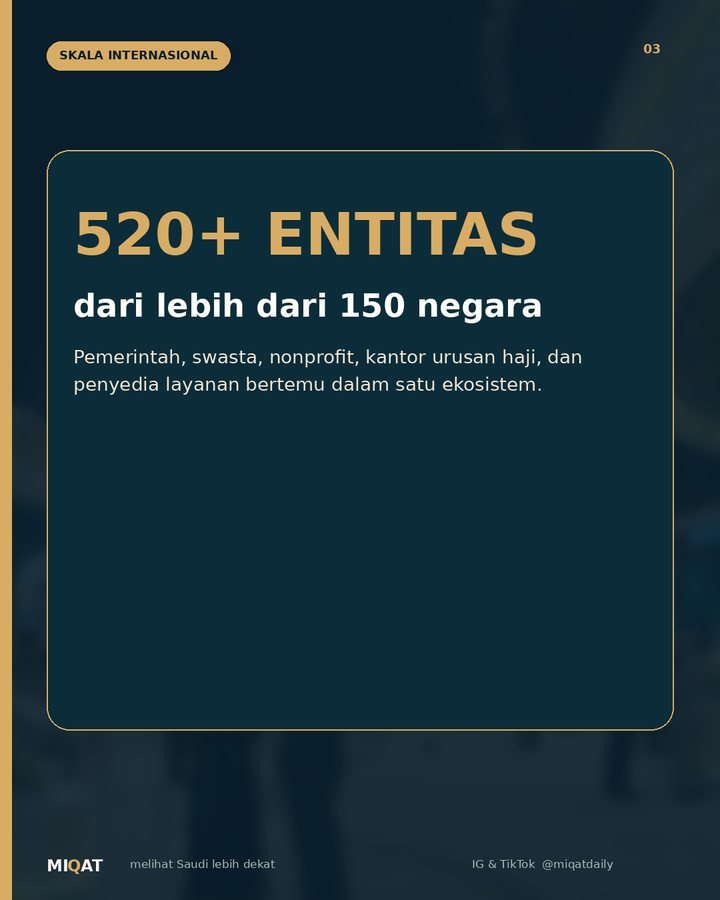 SKALA INTERNASIONAL
03
520+ ENTITAS
dari lebih dari 150 negara
Pemerintah, swasta, nonprofit, kantor urusan haji, dan
penyedia layanan bertemu dalam satu ekosistem.
MIQAT
melihat Saudi lebih dekat
IG & TikTok @miqatdaily